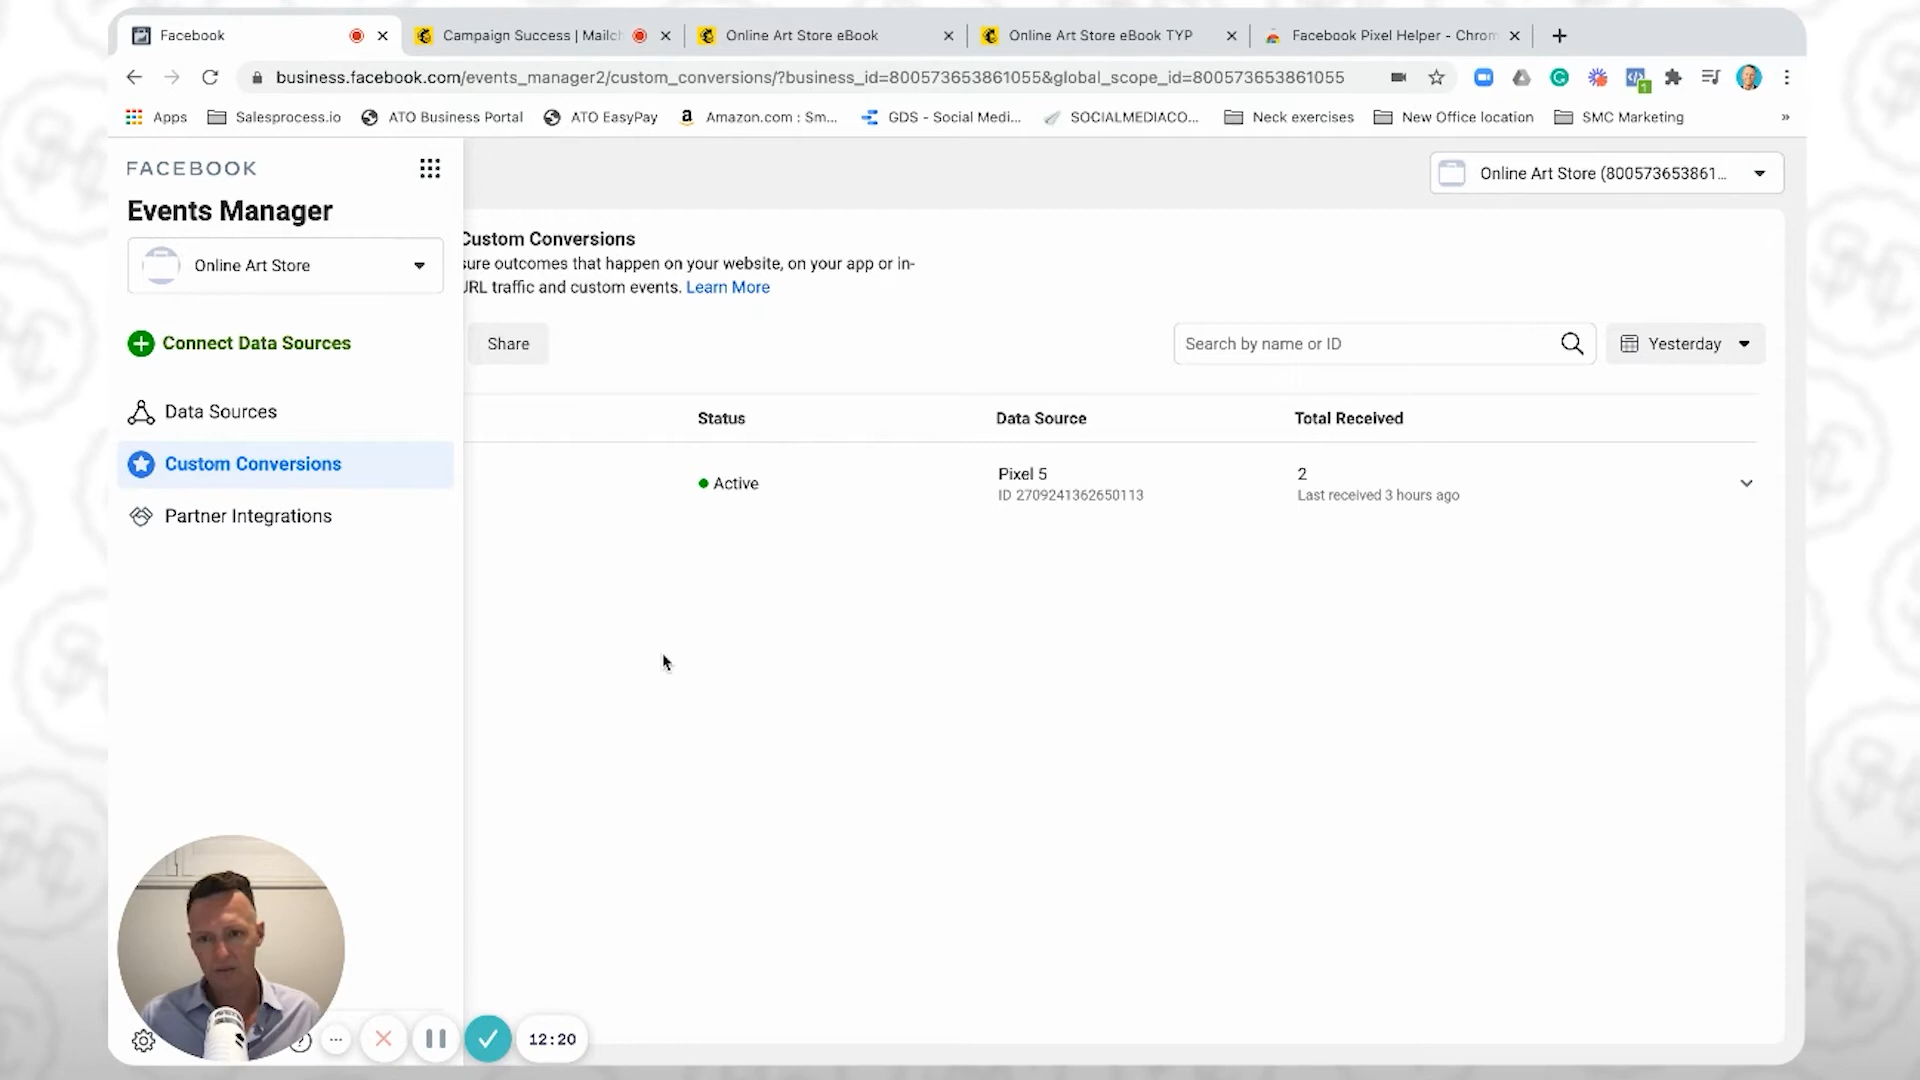 Facebook
Campaign Success | Mailch
Online Art Store eBook
Online Art Store eBook TYP
Facebook Pixel Helper - Chrom
business.facebook.com/events_manager2/custom_conversions/?business_id=800573653861055&global_scope_id=800573653861055
1
Apps
Salesprocess.io
ATO Business Portal
ATO EasyPay
Amazon.com : Sm...
GDS - Social Medi...
SOCIALMEDIACO...
Neck exercises
New Office location
SMC Marketing
»
FACEBOOK
Events Manager
Online Art Store
Connect Data Sources
Data Sources
Custom Conversions
Partner Integrations
Online Art Store (800573653861...
Custom Conversions
sure outcomes that happen on your website, on your app or in-
URL traffic and custom events. Learn More
Share
Search by name or ID
Yesterday
Status
Data Source
Total Received
Active
Pixel 5
ID 2709241362650113
2
Last received 3 hours ago
12:20